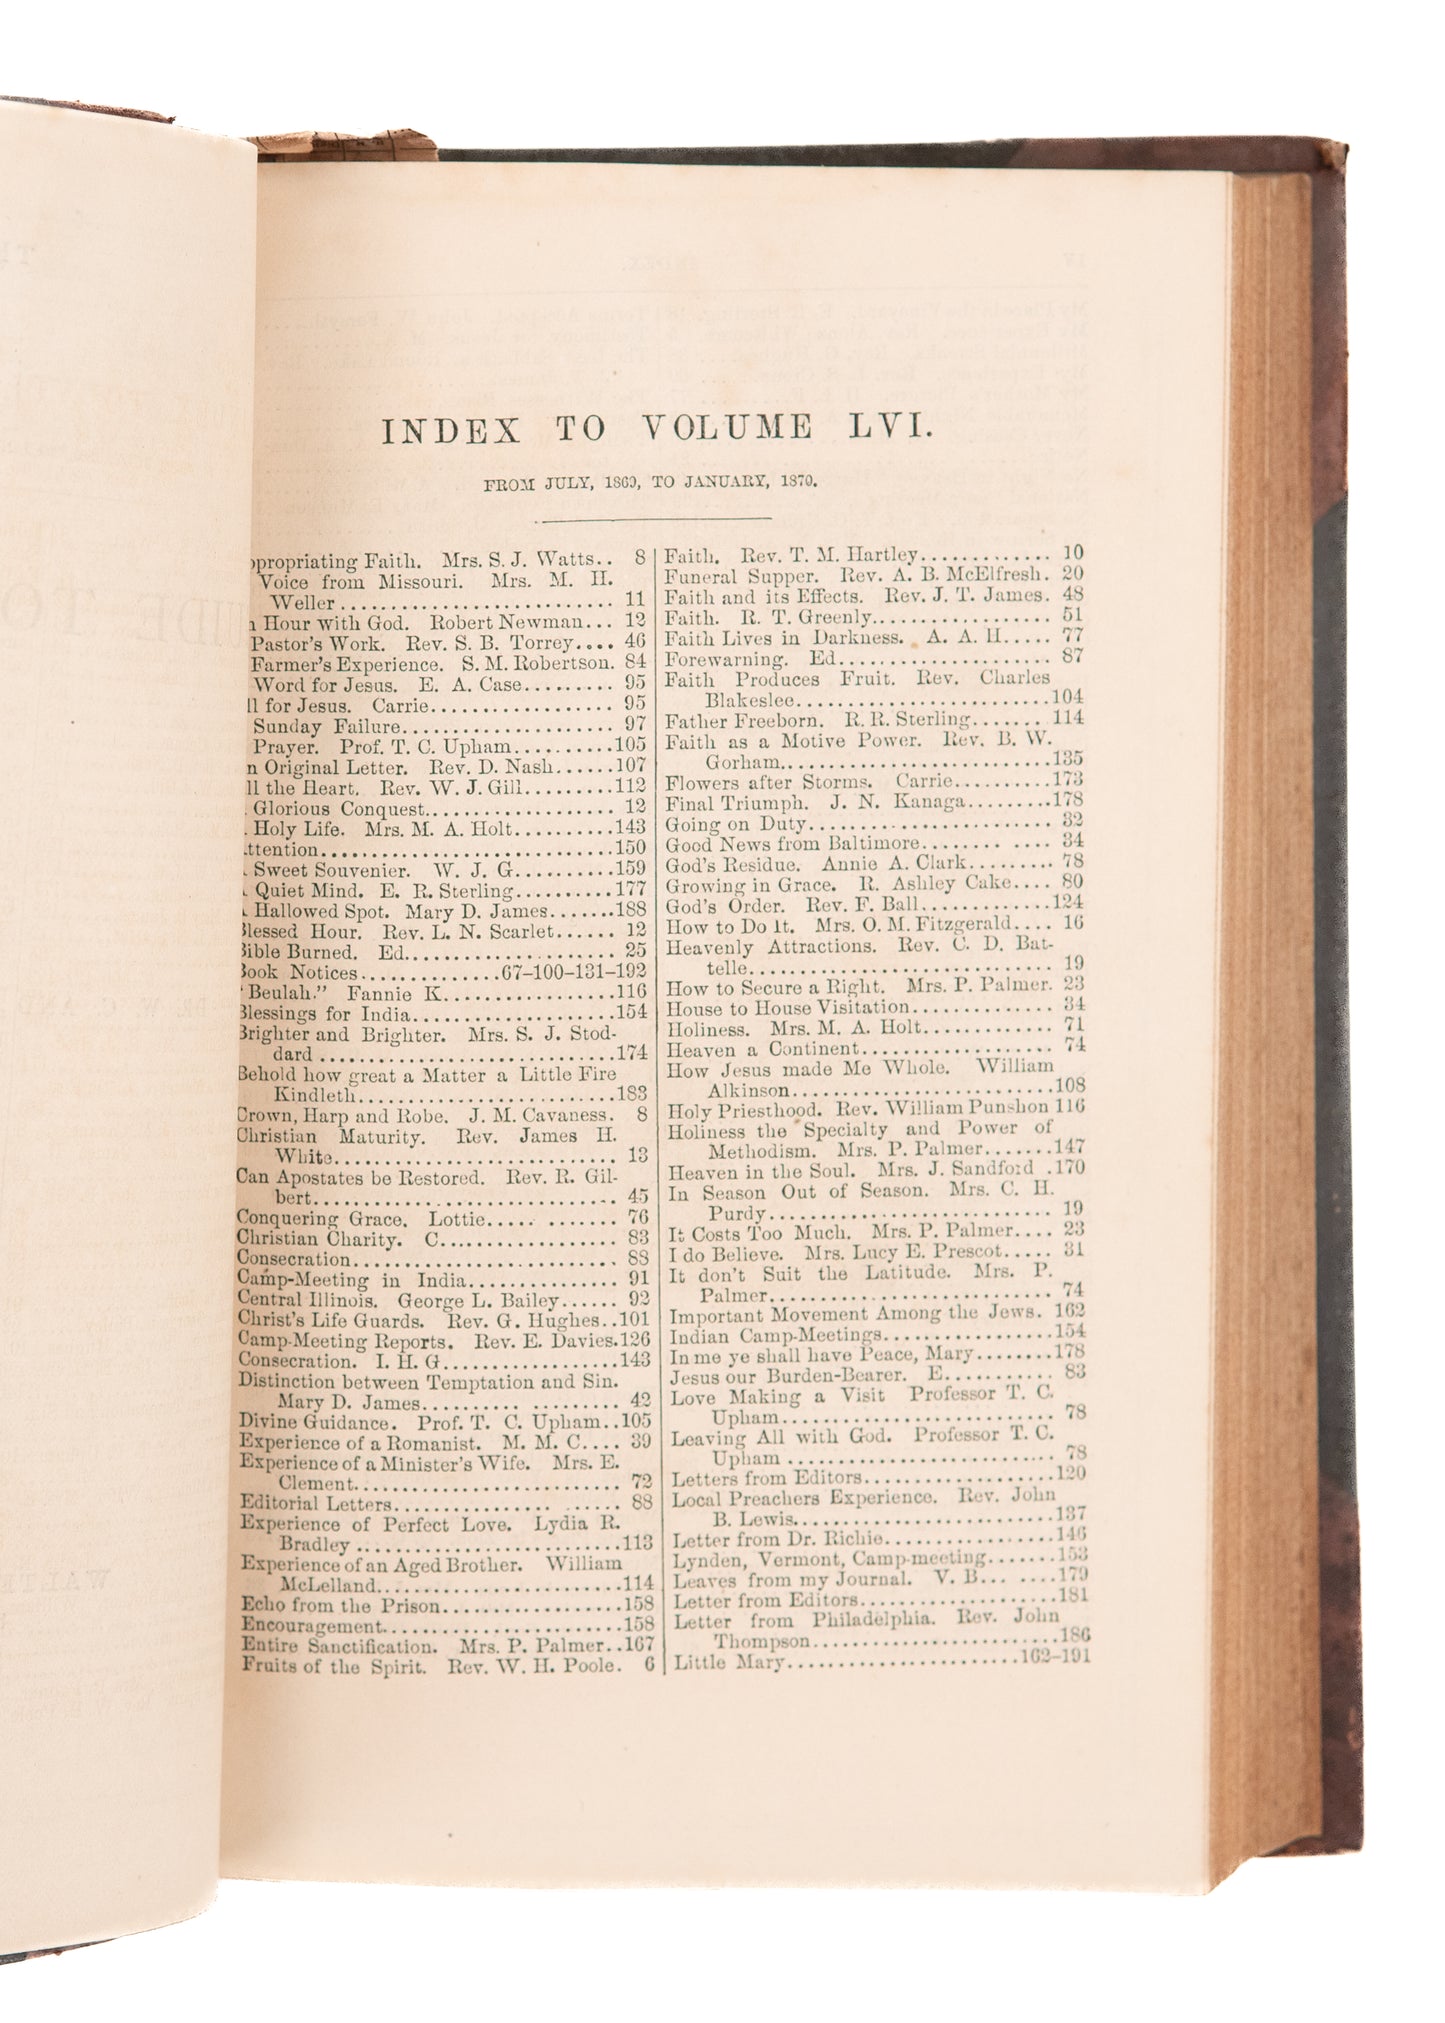 INDEX TO VOLUME LVI.
FROM JULY, 1869, TO JANUARY, 1870.
ppropriating Faith. Mrs. S. J. Watts.. 8
Voice from Missouri. Mrs. M. H.
Weller........................... 11
n Hour with God. Robert Newman... 12
Pastor's Work. Rev. S. B. Torrey.... 46
Farmer's Experience. S. M. Robertson. 84
Word for Jesus. E. A. Case......... 95
ll for Jesus. Carrie.................. 95
Sunday Failure..................... 97
Prayer. Prof. T. C. Upham..........105
n Original Letter. Rev. D. Nash......107
ll the Heart. Rev. W. J. Gill.........112
. Glorious Conquest.................. 12
. Holy Life. Mrs. M. A. Holt..........143
ttention.............................150
Sweet Souvenier. W. J. G..........159
Quiet Mind. E. R. Sterling..........177
Hallowed Spot. Mary D. James.......188
Blessed Hour. Rev. L. N. Scarlet...... 12
Bible Burned. Ed..................... 25
Book Notices.............67-100-131-192
"Beulah." Fannie K.................116
Blessings for India...................154
Brighter and Brighter. Mrs. S. J. Stod-
dard .............................174
Behold how great a Matter a Little Fire
Kindleth.........................183
Crown, Harp and Robe. J. M. Cavaness. 8
Christian Maturity. Rev. James H.
White............................ 13
Can Apostates be Restored. Rev. R. Gil-
bert.............................. 45
Conquering Grace. Lottie..... ....... 76
Christian Charity. C................. 83
Consecration.......................... 88
Camp-Meeting in India.............. 91
Central Illinois. George L. Bailey...... 92
Christ's Life Guards. Rev. G. Hughes..101
Camp-Meeting Reports. Rev. E. Davies.126
Consecration. I. H. G.................143
Distinction between Temptation and Sin.
Mary D. James.......... ......... 42
Divine Guidance. Prof. T. C. Upham..105
Experience of a Romanist. M. M. C.... 39
Experience of a Minister's Wife. Mrs. E.
Clement.......................... 72
Editorial Letters............... ...... 88
Experience of Perfect Love. Lydia R.
Bradley ..........................113
Experience of an Aged Brother. William
McLelland........................114
Echo from the Prison..................158
Encouragement........................158
Entire Sanctification. Mrs. P. Palmer..167
Fruits of the Spirit. Rev. W. H. Poole. 6
Faith. Rev. T. M. Hartley............. 10
Funeral Supper. Rev. A. B. McElfresh. 20
Faith and its Effects. Rev. J. T. James. 48
Faith. R. T. Greenly.................. 51
Faith Lives in Darkness. A. A. H..... 77
Forewarning. Ed..................... 87
Faith Produces Fruit. Rev. Charles
Blakeslee.........................104
Father Freeborn. R. R. Sterling....... 114
Faith as a Motive Power. Rev. B. W.
Gorham..........................135
Flowers after Storms. Carrie..........173
Final Triumph. J. N. Kanaga.........178
Going on Duty........................ 32
Good News from Baltimore........ .... 34
God's Residue. Annie A. Clark......... 78
Growing in Grace. R. Ashley Cake.... 80
God's Order. Rev. F. Ball.............124
How to Do it. Mrs. O. M. Fitzgerald.... 16
Heavenly Attractions. Rev. C. D. Bat-
telle.............................. 19
How to Secure a Right. Mrs. P. Palmer. 23
House to House Visitation.............. 34
Holiness. Mrs. M. A. Holt............. 71
Heaven a Continent................... 74
How Jesus made Me Whole. William
Alkinson..........................108
Holy Priesthood. Rev. William Punshon 116
Holiness the Specialty and Power of
Methodism. Mrs. P. Palmer.......147
Heaven in the Soul. Mrs. J. Sandford .170
In Season Out of Season. Mrs. C. H.
Purdy............................ 19
It Costs Too Much. Mrs. P. Palmer.... 23
I do Believe. Mrs. Lucy E. Prescot..... 31
It don't Suit the Latitude. Mrs. P.
Palmer............................ 74
Important Movement Among the Jews. 162
Indian Camp-Meetings.................154
In me ye shall have Peace, Mary........178
Jesus our Burden-Bearer. E........... 83
Love Making a Visit Professor T. C.
Upham........................... 78
Leaving All with God. Professor T. C.
Upham .......................... 78
Letters from Editors...................120
Local Preachers Experience. Rev. John
B. Lewis..........................137
Letter from Dr. Richie.................146
Lynden, Vermont, Camp-meeting.......153
Leaves from my Journal. V. B... ....179
Letter from Editors....................181
Letter from Philadelphia. Rev. John
Thompson........................186
Little Mary.......................162-191